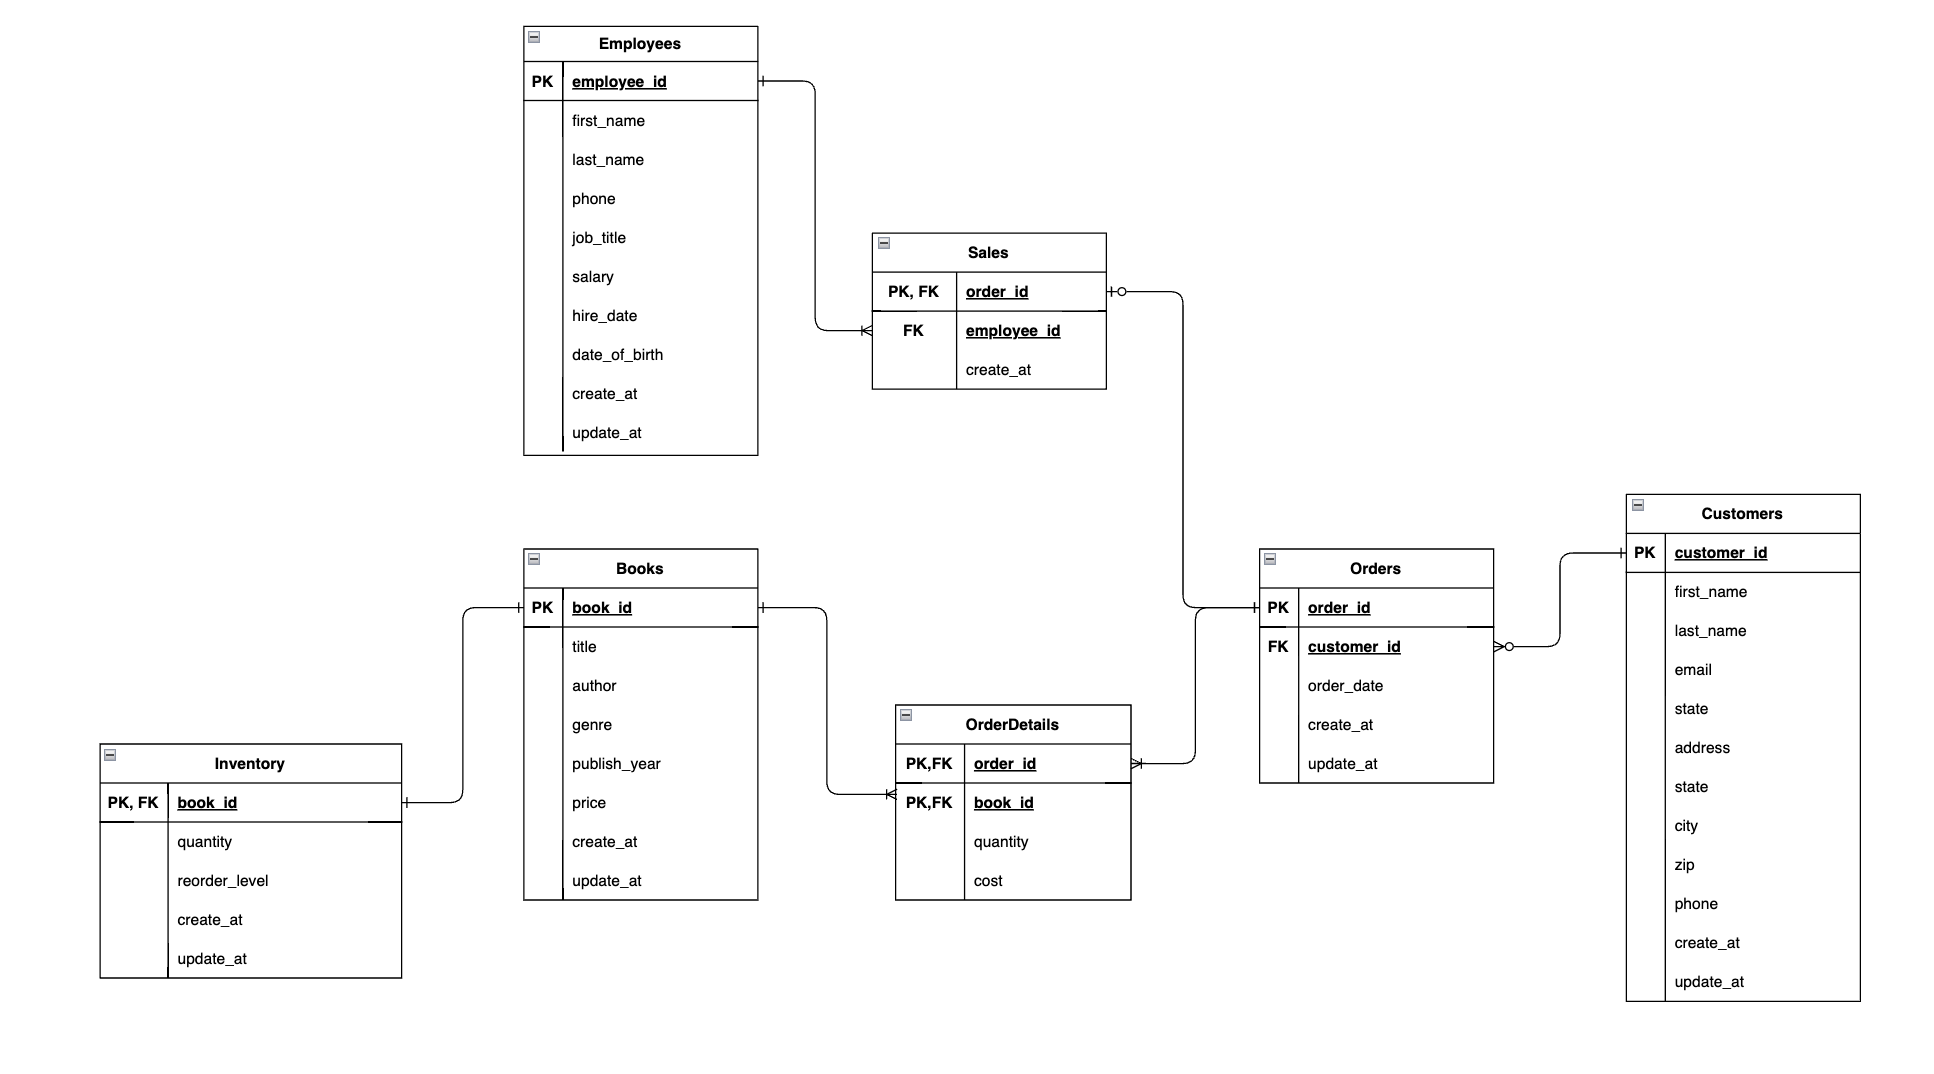 Employees
PK employee_id
first_name
last_name
phone
job_title
salary
hire_date
date_of_birth
create_at
update_at
Sales
PK, FK order_id
FK employee_id
create_at
Customers
PK customer_id
first_name
last_name
email
state
address
state
city
zip
phone
create_at
update_at
Books
PK book_id
title
author
genre
publish_year
price
create_at
update_at
Orders
PK order_id
FK customer_id
order_date
create_at
update_at
OrderDetails
PK,FK order_id
PK,FK book_id
quantity
cost
Inventory
PK, FK book_id
quantity
reorder_level
create_at
update_at